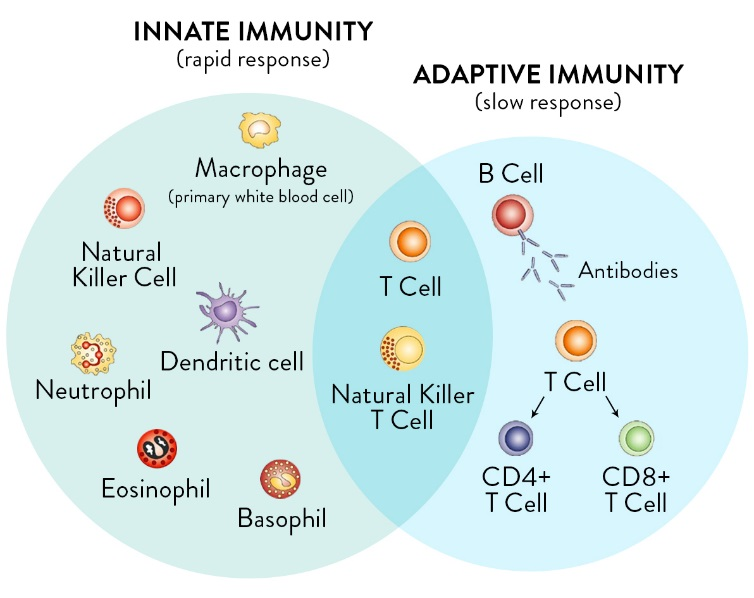 INNATE IMMUNITY
(rapid response)
ADAPTIVE IMMUNITY
(slow response)
Macrophage
(primary white blood cell)
Natural
Killer Cell
Dendritic cell
Neutrophil
Eosinophil
Basophil
T Cell
Natural Killer
T Cell
B Cell
Antibodies
T Cell
CD4+
T Cell
CD8+
T Cell